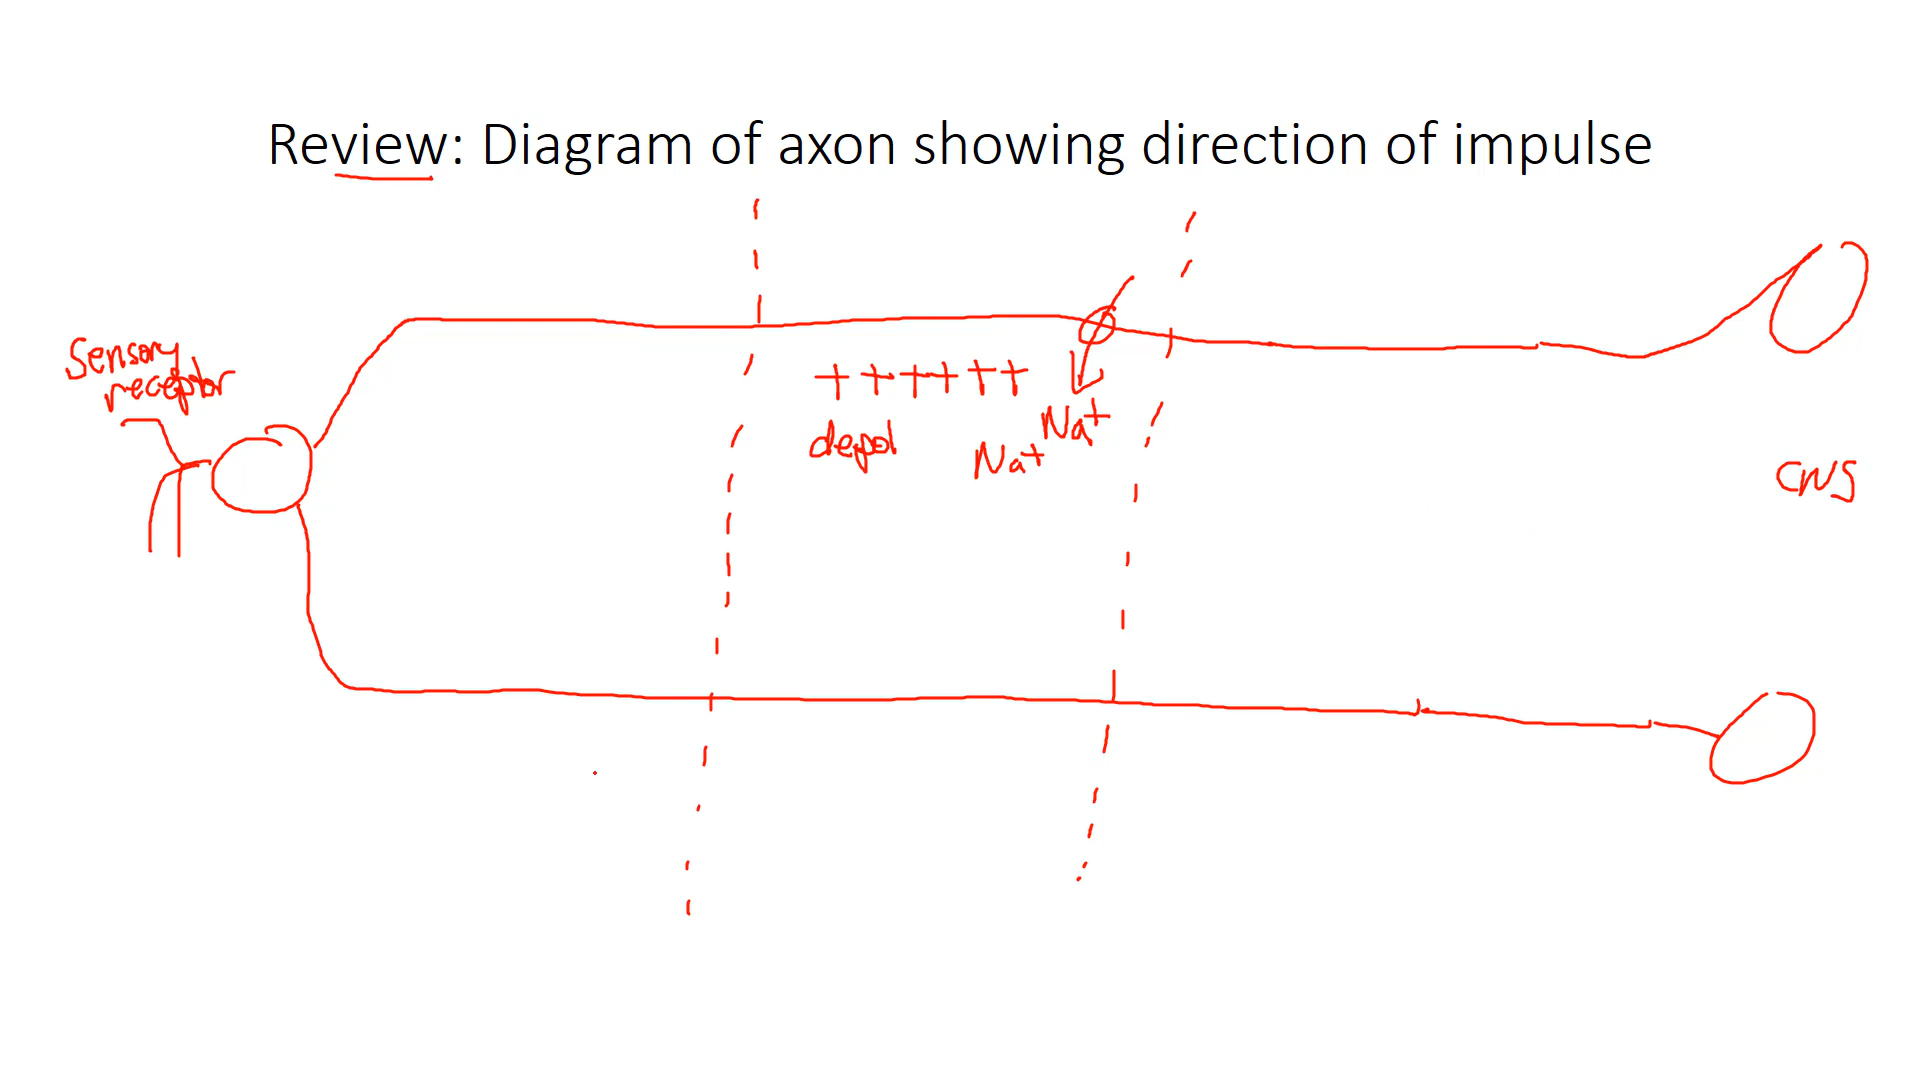 Review: Diagram of axon showing direction of impulse
Sensory
receptor
++++++
depol
Na+
Na+
CNS